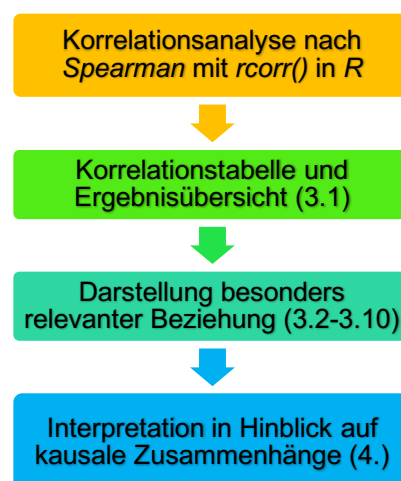 Korrelationsanalyse nach
Spearman mit rcorr() in R
Korrelationstabelle und
Ergebnisübersicht (3.1)
Darstellung besonders
relevanter Beziehung (3.2-3.10)
Interpretation in Hinblick auf
kausale Zusammenhänge (4.)